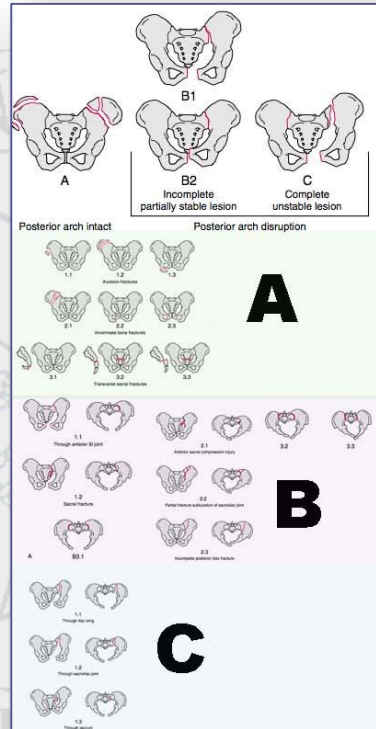 B1
A
B2
C
Incomplete
partially stable lesion
Complete
unstable lesion
Posterior arch intact
Posterior arch disruption
1.1
1.2
1.3
Avulsion fractures
2.1
2.2
2.3
Innominate bone fractures
3.1
3.2
3.3
Transverse sacral fractures
A
1.1
Through anterior SI joint
2.1
3.2
3.3
Anterior sacral compression injury
1.2
Sacral fracture
2.2
Partial fracture subluxation of sacroiliac joint
A
B3.1
2.3
Incomplete posterior iliac fracture
B
1.1
Through iliac wing
1.2
Through sacroiliac joint
1.3
Through sacrum
C